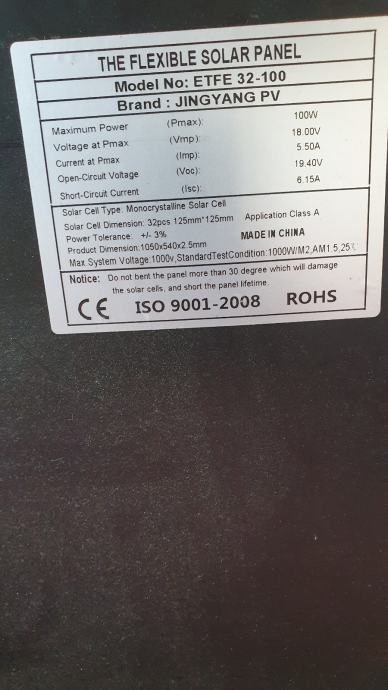 THE FLEXIBLE SOLAR PANEL
Model No: ETFE 32-100
Brand : JINGYANG PV
Maximum Power (Pmax): 100W
Voltage at Pmax (Vmp): 18.00V
Current at Pmax (Imp): 5.50A
Open-Circuit Voltage (Voc): 19.40V
Short-Circuit Current (Isc): 6.15A
Solar Cell Type: Monocrystalline Solar Cell
Solar Cell Dimension: 32pcs 125mm*125mm Application Class A
Power Tolerance: +/- 3% MADE IN CHINA
Product Dimension:1050x540x2.5mm
Max.System Voltage:1000v,StandardTestCondition:1000W/M2,AM1.5,25℃
Notice: Do not bent the panel more than 30 degree which will damage
the solar cells, and short the panel lifetime.
CE ISO 9001-2008 ROHS